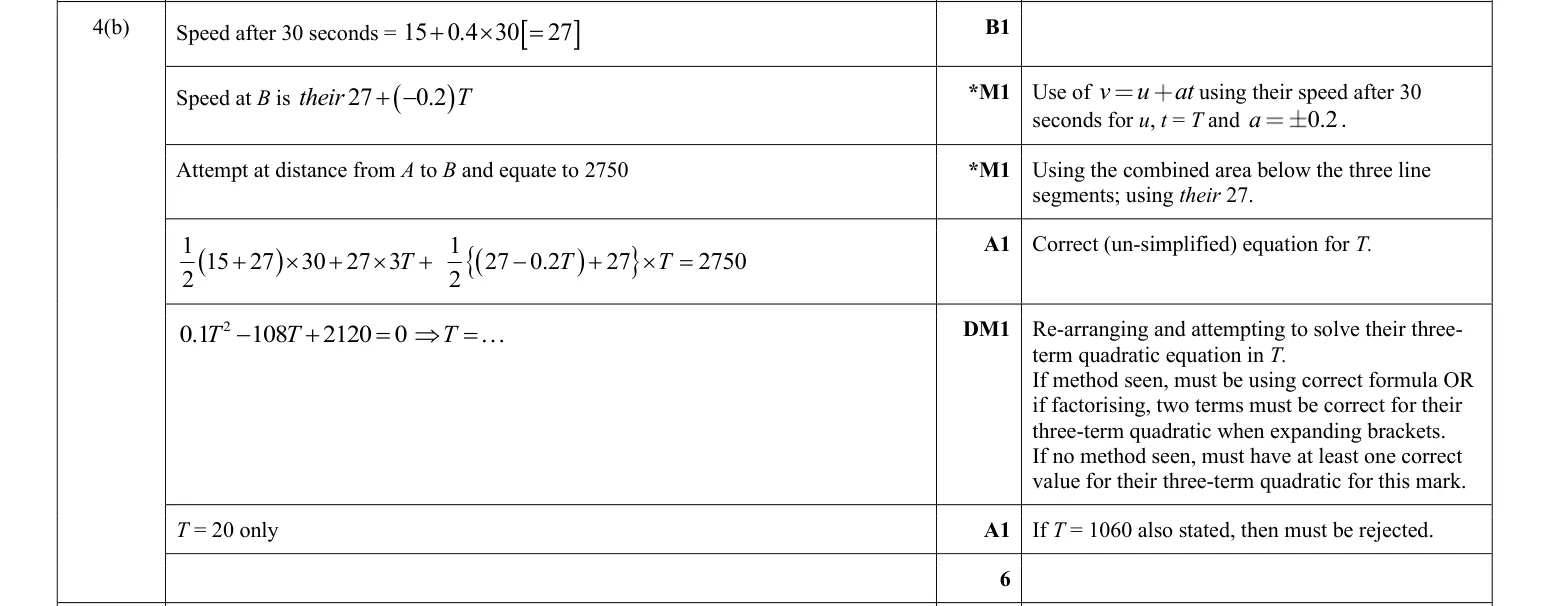 4(b)
Speed after 30 seconds = 15 + 0.4 × 30[= 27]
B1
Speed at B is their 27 + (−0.2)T
*M1
Use of v = u + at using their speed after 30
seconds for u, t = T and a = ±0.2.
Attempt at distance from A to B and equate to 2750
*M1
Using the combined area below the three line
segments; using their 27.
1/2 (15 + 27) × 30 + 27 × 3T + 1/2 {(27 − 0.2T) + 27} × T = 2750
A1
Correct (un-simplified) equation for T.
0.1T² − 108T + 2120 = 0 ⇒ T = …
DM1
Re-arranging and attempting to solve their three-
term quadratic equation in T.
If method seen, must be using correct formula OR
if factorising, two terms must be correct for their
three-term quadratic when expanding brackets.
If no method seen, must have at least one correct
value for their three-term quadratic for this mark.
T = 20 only
A1
If T = 1060 also stated, then must be rejected.
6